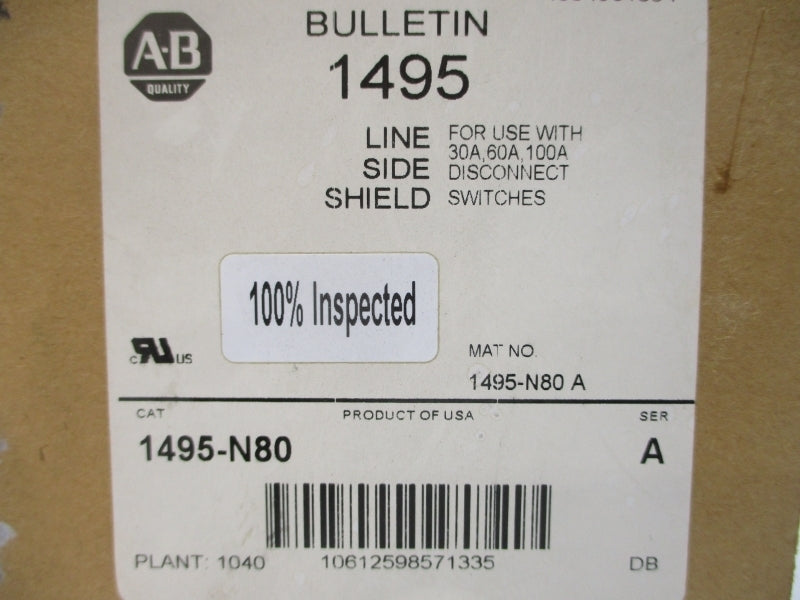 BULLETIN
A-B
QUALITY
1495
LINE SIDE SHIELD
FOR USE WITH
30A,60A,100A
DISCONNECT
SWITCHES
100% Inspected
c UR US
MAT NO.
1495-N80 A
CAT
PRODUCT OF USA
SER
1495-N80
A
PLANT: 1040
10612598571335
DB